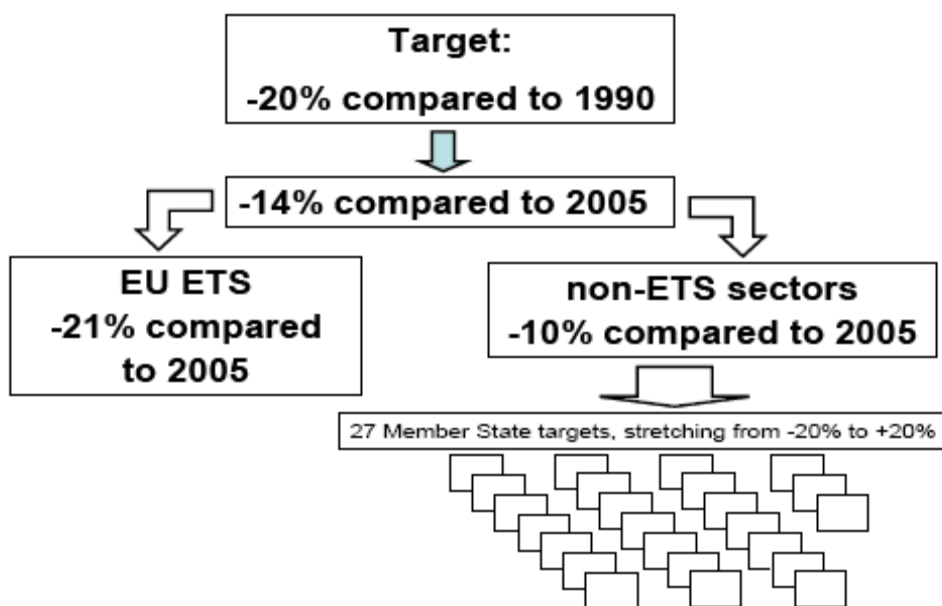 Target:
-20% compared to 1990
-14% compared to 2005
EU ETS
-21% compared
to 2005
non-ETS sectors
-10% compared to 2005
27 Member State targets, stretching from -20% to +20%